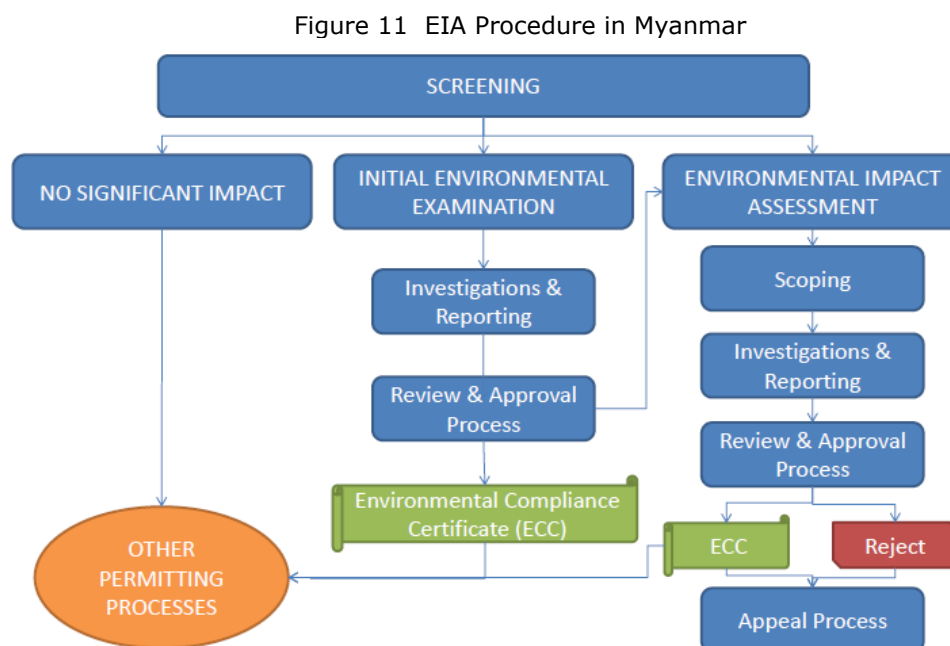 Figure 11 EIA Procedure in Myanmar
SCREENING
NO SIGNIFICANT IMPACT
INITIAL ENVIRONMENTAL
EXAMINATION
ENVIRONMENTAL IMPACT
ASSESSMENT
Investigations &
Reporting
Review & Approval
Process
Environmental Compliance
Certificate (ECC)
Scoping
Investigations &
Reporting
Review & Approval
Process
ECC
Reject
Appeal Process
OTHER
PERMITTING
PROCESSES